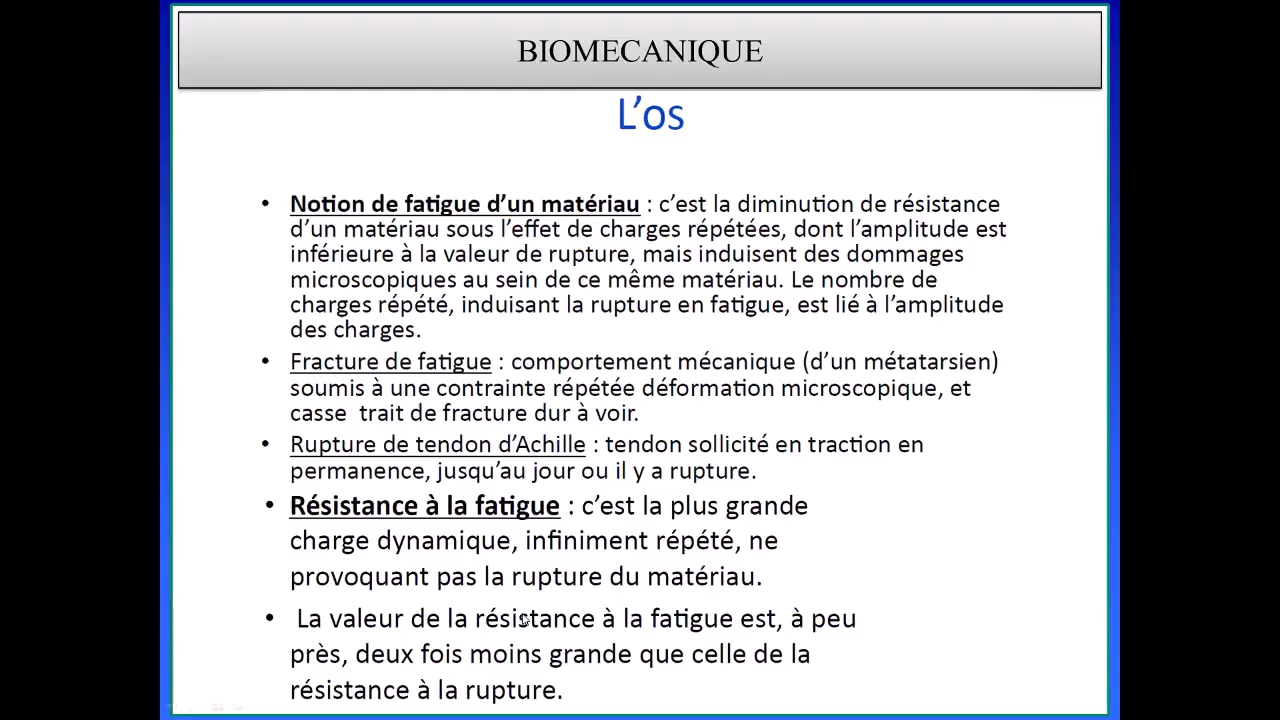 BIOMECANIQUE
L’os
• Notion de fatigue d’un matériau : c’est la diminution de résistance
d’un matériau sous l’effet de charges répétées, dont l’amplitude est
inférieure à la valeur de rupture, mais induisent des dommages
microscopiques au sein de ce même matériau. Le nombre de
charges répété, induisant la rupture en fatigue, est lié à l’amplitude
des charges.
• Fracture de fatigue : comportement mécanique (d’un métatarsien)
soumis à une contrainte répétée déformation microscopique, et
casse trait de fracture dur à voir.
• Rupture de tendon d’Achille : tendon sollicité en traction en
permanence, jusqu’au jour ou il y a rupture.
• Résistance à la fatigue : c’est la plus grande
charge dynamique, infiniment répété, ne
provoquant pas la rupture du matériau.
• La valeur de la résistance à la fatigue est, à peu
près, deux fois moins grande que celle de la
résistance à la rupture.